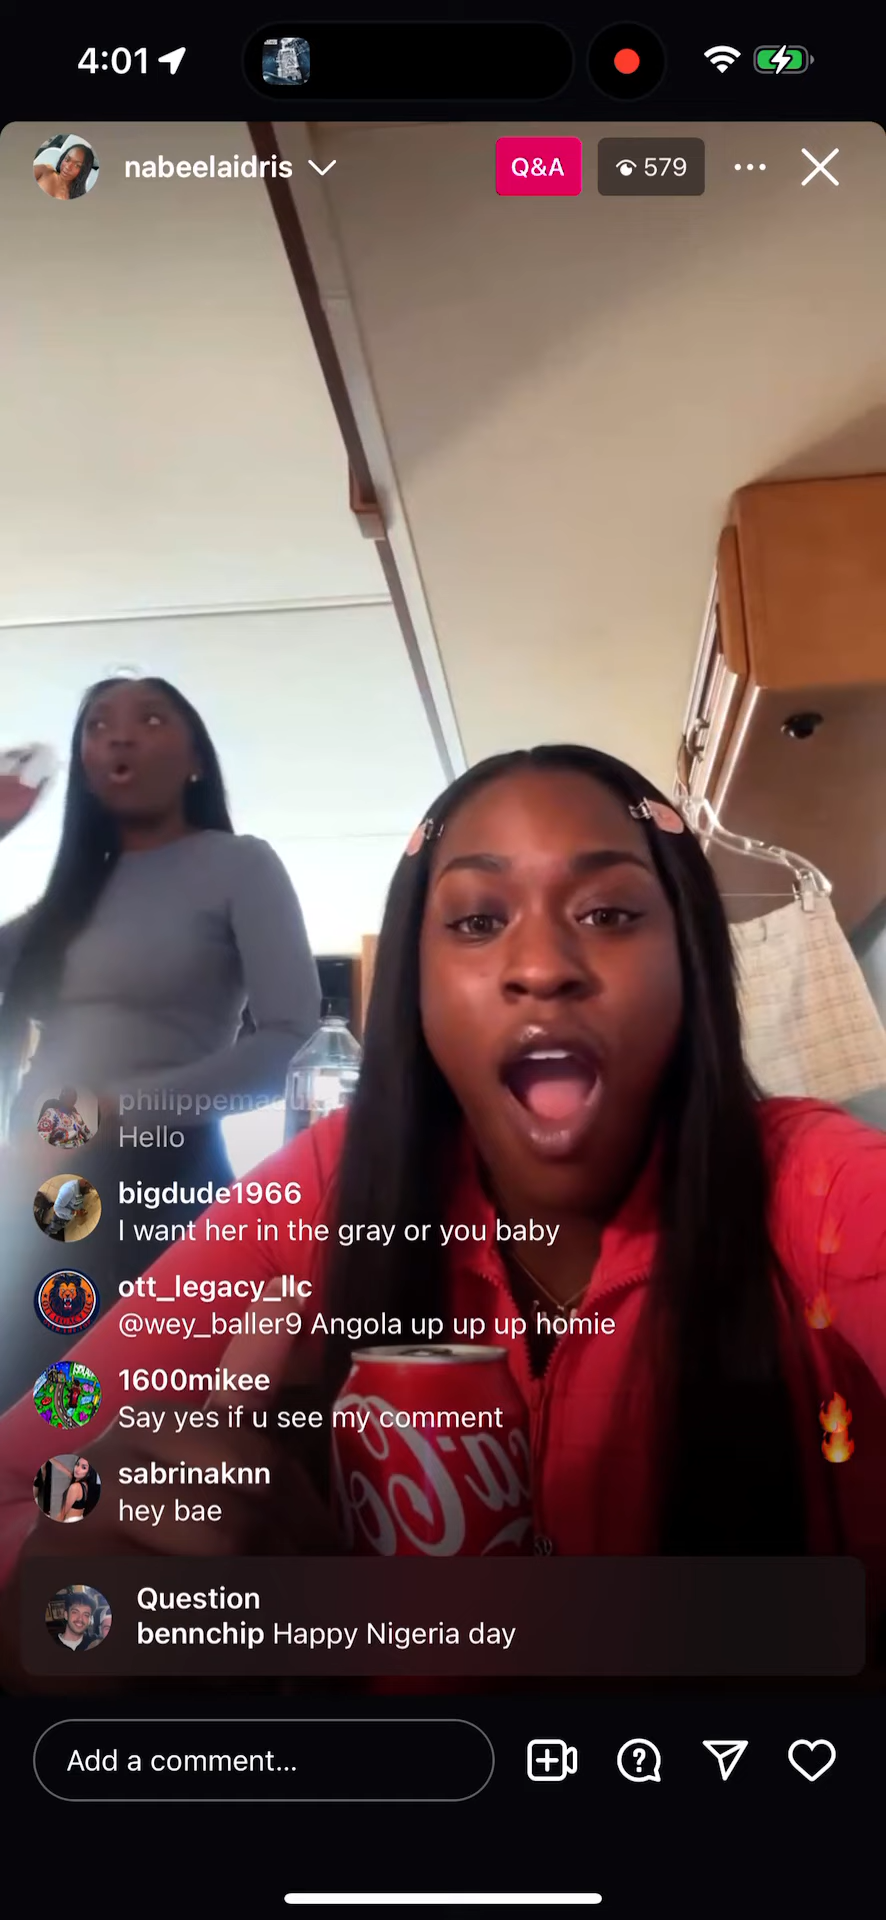 4:01
nabeelaidris
Q&A
579
Hello
bigdude1966
I want her in the gray or you baby
ott_legacy_llc
@wey_baller9 Angola up up up homie
1600mikee
Say yes if u see my comment
sabrinaknn
hey bae
Question
bennchip Happy Nigeria day
Add a comment...